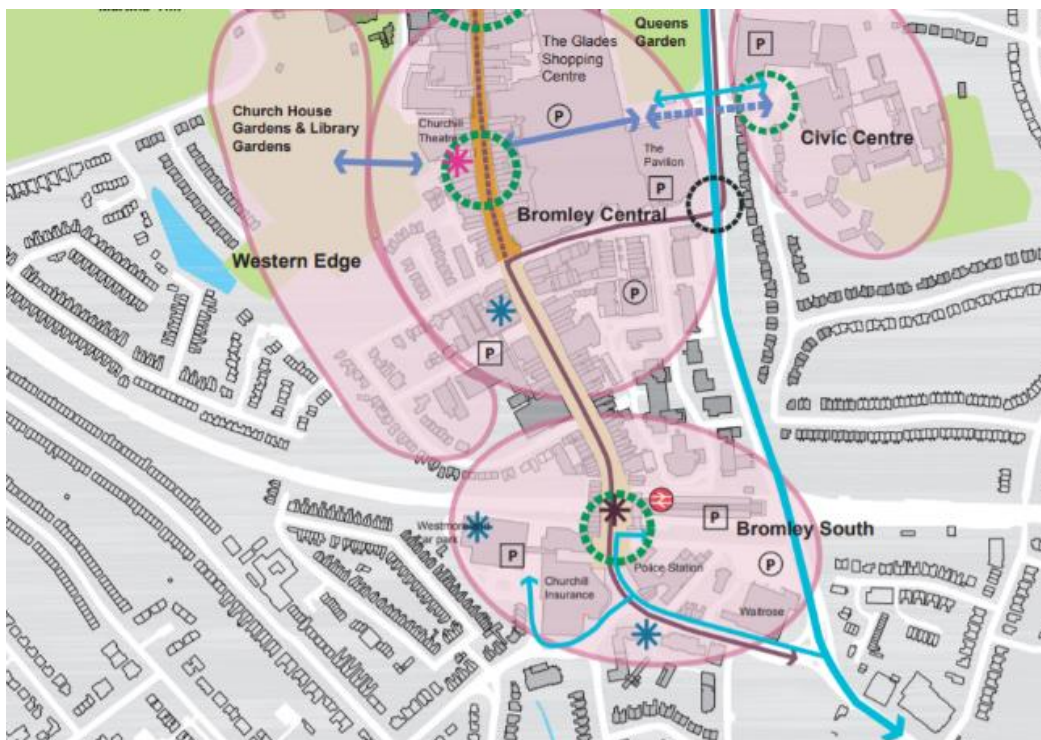 Queens
Garden
P
The Glades
Shopping
Centre
P
Church House
Gardens & Library
Gardens
Churchill
Theatre
Civic Centre
The
Pavilion
P
Bromley Central
Western Edge
P
P
P
Bromley South
Westmoreland
car park
P
P
Police Station
Churchill
Insurance
Waitrose